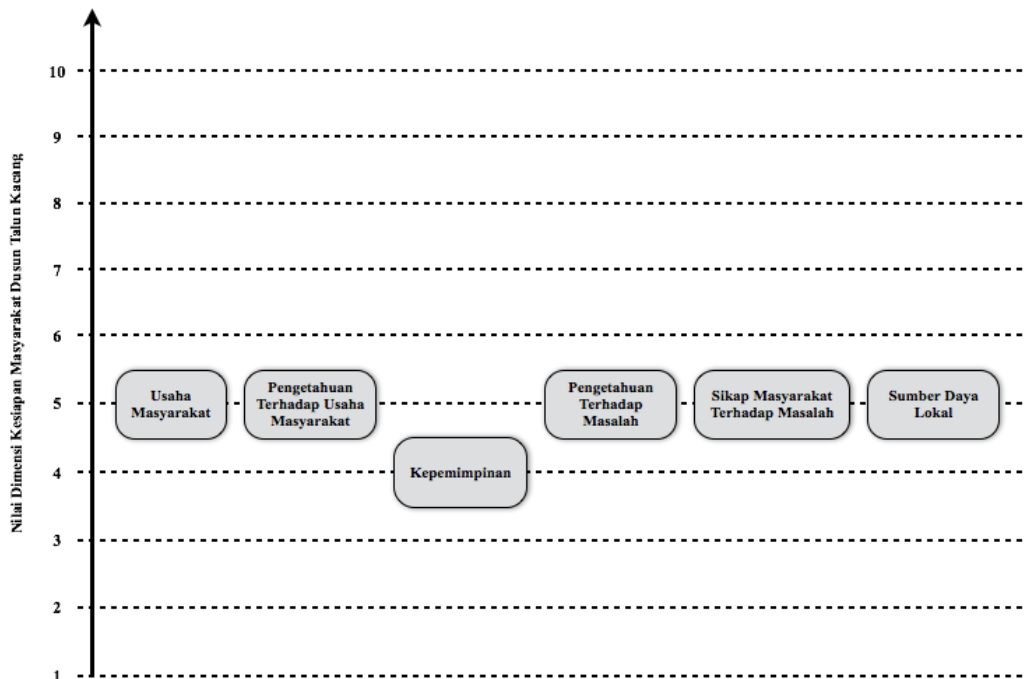 Nilai Dimensi Kesiapan Masyarakat Dusun Talun Kacang
10
9
8
7
6
5
4
3
2
1
Usaha
Masyarakat
Pengetahuan
Terhadap Usaha
Masyarakat
Kepemimpinan
Pengetahuan
Terhadap
Masalah
Sikap Masyarakat
Terhadap Masalah
Sumber Daya
Lokal